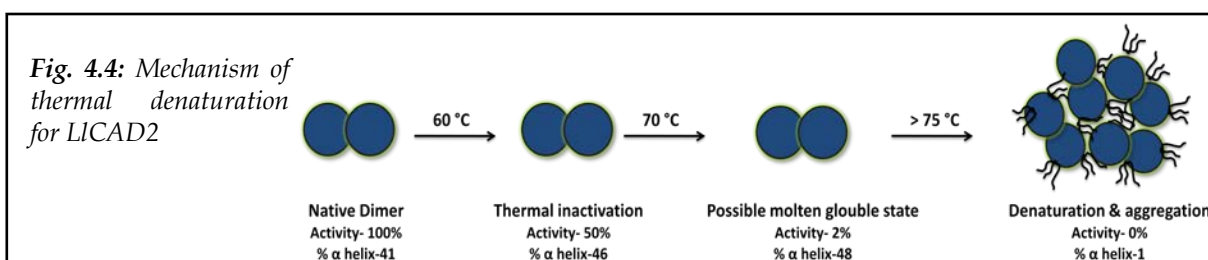 Fig. 4.4: Mechanism of
thermal denaturation
for LlCAD2
60 °C
70 °C
> 75 °C
Native Dimer
Activity- 100%
% α helix-41
Thermal inactivation
Activity- 50%
% α helix-46
Possible molten glouble state
Activity- 2%
% α helix-48
Denaturation & aggregation
Activity- 0%
% α helix-1